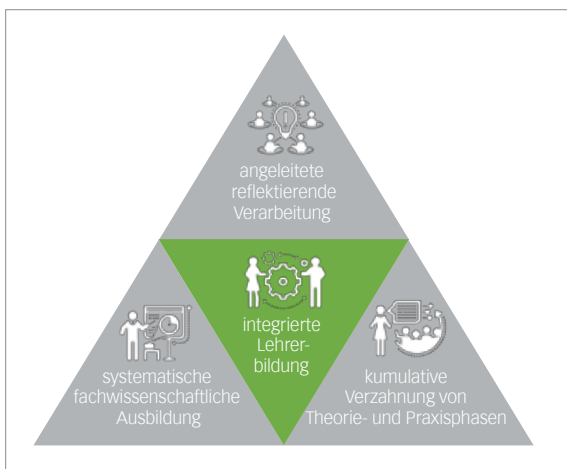 angeleitete
reflektierende
Verarbeitung
integrierte
Lehrer-
bildung
systematische
fachwissenschaftliche
Ausbildung
kumulative
Verzahnung von
Theorie- und Praxisphasen